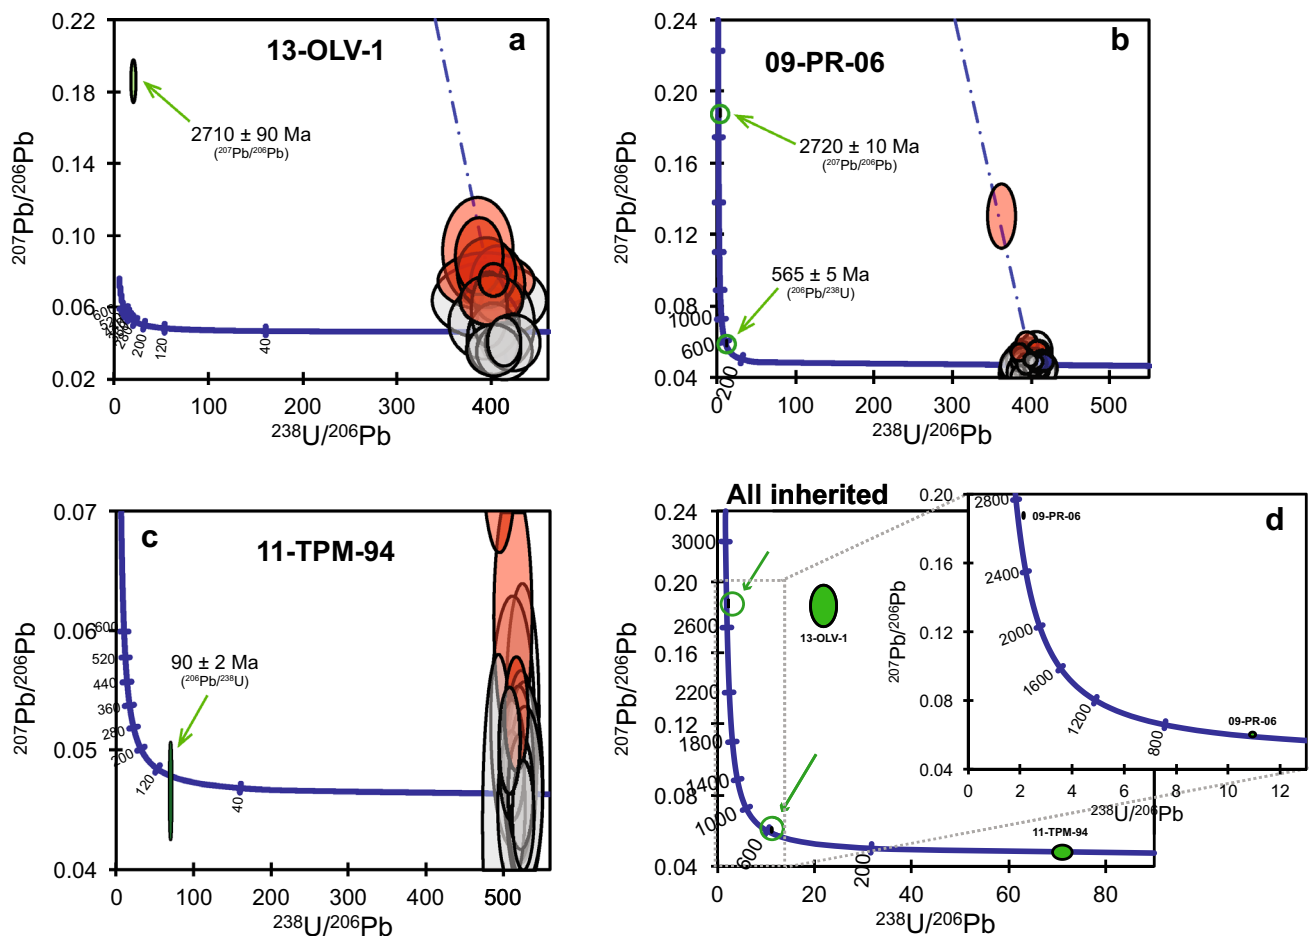 a
13-OLV-1
0.22
0.18
0.14
0.10
0.06
0.02
207Pb/206Pb
2710 ± 90 Ma
(207Pb/206Pb)
600
280
200
120
40
0
100
200
300
400
238U/206Pb
b
09-PR-06
0.24
0.20
0.16
0.12
0.08
0.04
207Pb/206Pb
2720 ± 10 Ma
(207Pb/206Pb)
565 ± 5 Ma
(206Pb/238U)
1000
600
200
0
100
200
300
400
500
238U/206Pb
c
11-TPM-94
0.07
0.06
0.05
0.04
207Pb/206Pb
600
520
440
360
280
200
120
40
90 ± 2 Ma
(206Pb/238U)
0
100
200
300
400
500
238U/206Pb
All inherited
0.24
0.20
0.16
0.12
0.08
0.04
207Pb/206Pb
3000
2600
2200
1800
1400
1000
600
200
13-OLV-1
11-TPM-94
0
20
40
60
80
238U/206Pb
d
0.20
0.16
0.12
0.08
0.04
207Pb/206Pb
2800
2400
2000
1600
1200
800
09-PR-06
09-PR-06
0
2
4
6
8
10
12
238U/206Pb